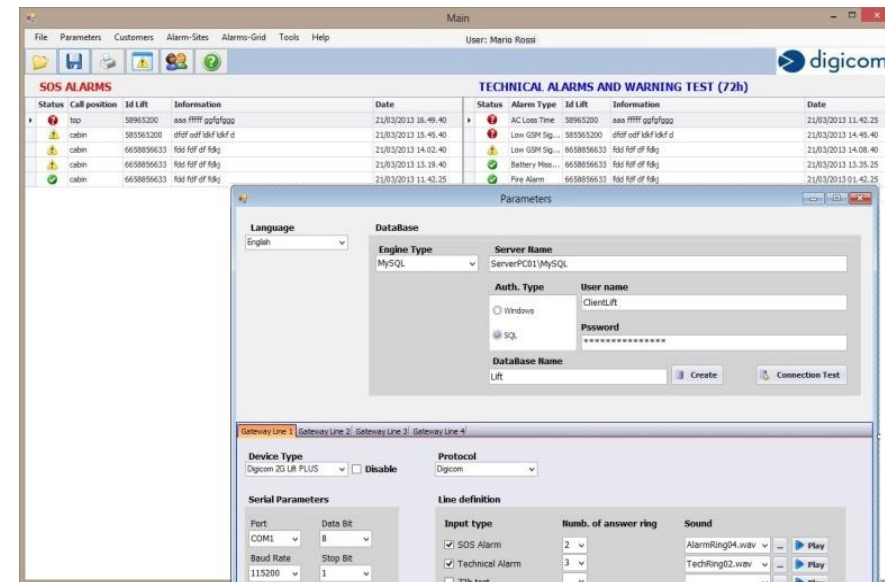 Main
File Parameters Customers Alarm-Sites Alarms-Grid Tools Help User: Mario Rossi
digicom
SOS ALARMS TECHNICAL ALARMS AND WARNING TEST (72h)
Status Call position Id Lift Information Date Status Alarm Type Id Lift Information Date
top 58965200 aaa fffff ggfgfggg 21/03/2013 16.49.40 AC Loss Time 58965200 aaa fffff ggfgfggg 21/03/2013 11.42.25
cabin 585565200 dfdf odf ldkf ldkf d 21/03/2013 15.45.40 Low GSM Sig... 585565200 dfdf odf ldkf ldkf d 21/03/2013 14.45.40
cabin 6658856633 fdd fdf df fdkj 21/03/2013 14.02.40 Low GSM Sig... 6658856633 fdd fdf df fdkj 21/03/2013 14.08.40
cabin 6658856633 fdd fdf df fdkj 21/03/2013 13.19.40 Battery Miss... 6658856633 fdd fdf df fdkj 21/03/2013 13.35.25
cabin 6658856633 fdd fdf df fdkj 21/03/2013 11.42.25 Fire Alarm 6658856633 fdd fdf df fdkj 21/03/2013 01.42.25
Parameters
Language DataBase
English
Engine Type Server Name
MySQL ServerPC01\MySQL
Auth. Type User name
Windows ClientLift
SQL Pssword
***************
DataBase Name
Lift Create Connection Test
Gateway Line 1 Gateway Line 2 Gateway Line 3 Gateway Line 4
Device Type Protocol
Digicom 2G Lift PLUS Disable Digicom
Serial Parameters Line definition
Port Data Bit Input type Numb. of answer ring Sound
COM1 8 SOS Alarm 2 AlarmRing04.wav ... Play
Baud Rate Stop Bit
115200 1 Technical Alarm 3 TechRing02.wav ... Play
72h test Play